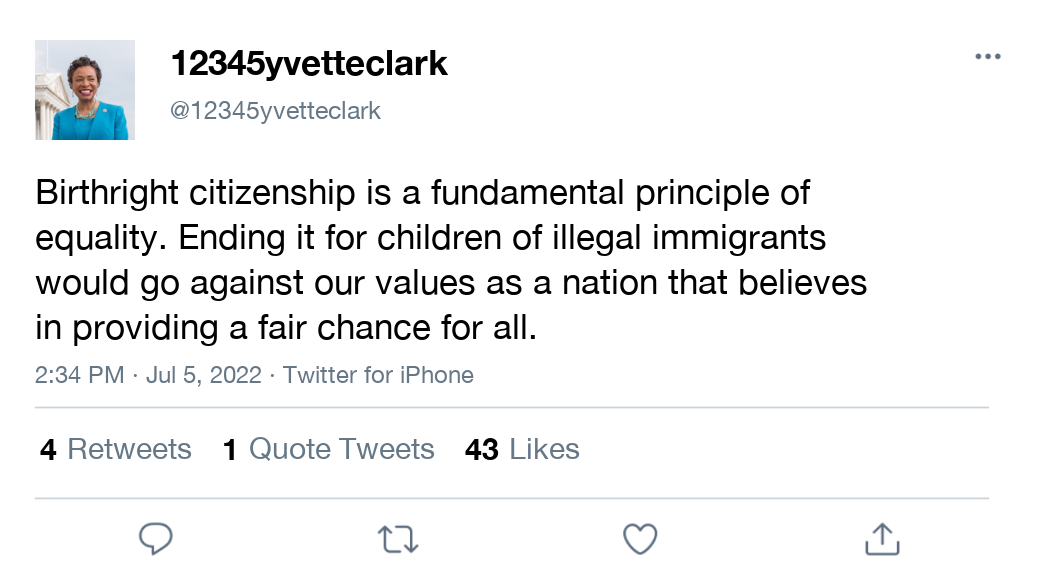 12345yvetteclark
@12345yvetteclark
Birthright citizenship is a fundamental principle of
equality. Ending it for children of illegal immigrants
would go against our values as a nation that believes
in providing a fair chance for all.
2:34 PM · Jul 5, 2022 · Twitter for iPhone
4 Retweets 1 Quote Tweets 43 Likes